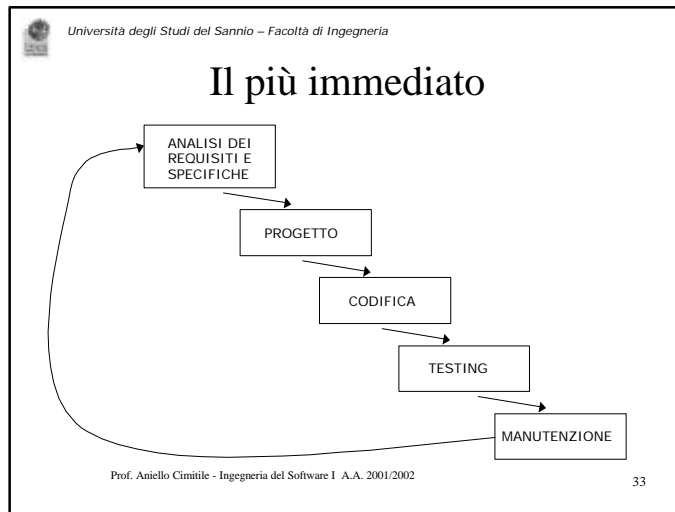 Università degli Studi del Sannio – Facoltà di Ingegneria
Il più immediato
ANALISI DEI
REQUISITI E
SPECIFICHE
PROGETTO
CODIFICA
TESTING
MANUTENZIONE
Prof. Aniello Cimitile - Ingegneria del Software I A.A. 2001/2002
33